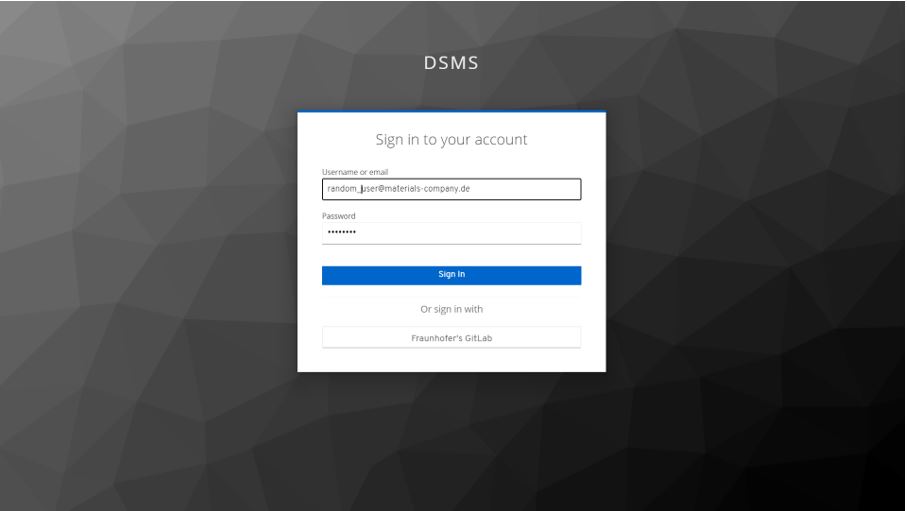 DSMS
Sign in to your account
Username or email
random_user@materials-company.de
Password
••••••••
Sign In
Or sign in with
Fraunhofer's GitLab